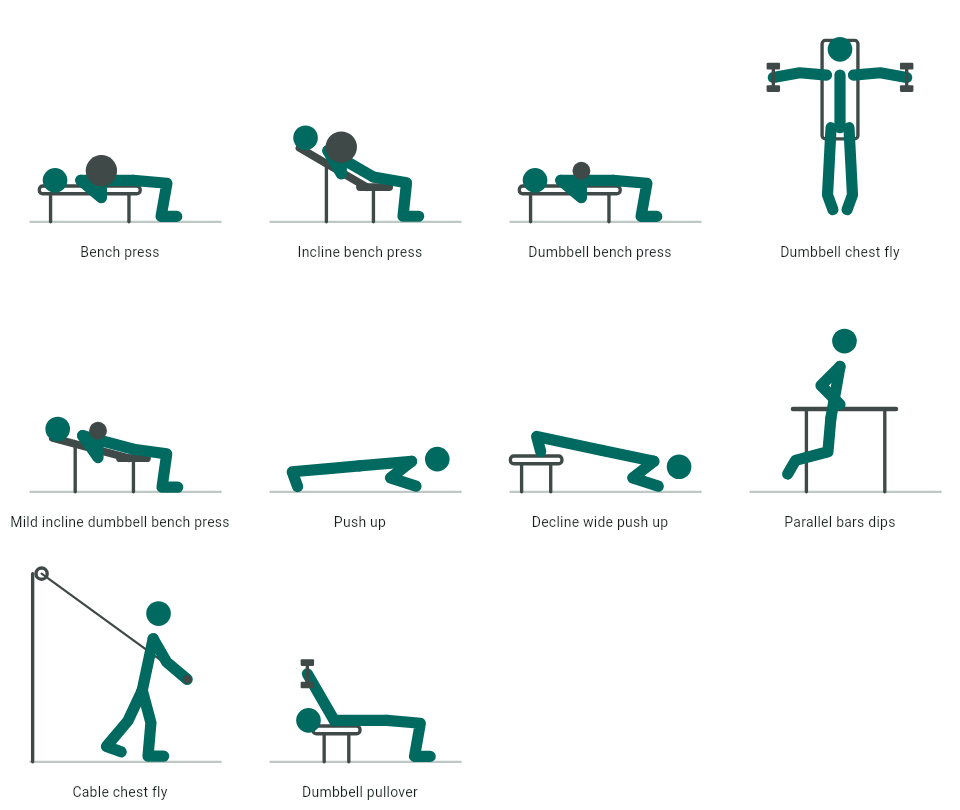 Bench press
Incline bench press
Dumbbell bench press
Dumbbell chest fly
Mild incline dumbbell bench press
Push up
Decline wide push up
Parallel bars dips
Cable chest fly
Dumbbell pullover